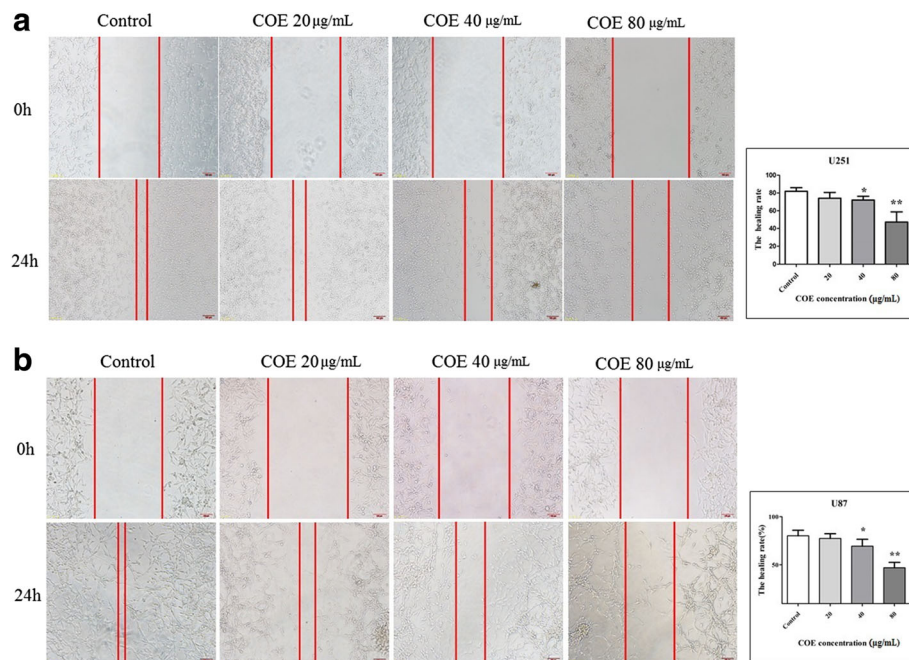 a
Control COE 20 μg/mL COE 40 μg/mL COE 80 μg/mL
0h
24h
U251
The healing rate
100
80
60
40
20
0
*
**
Control 20 40 80
COE concentration (μg/mL)
b
Control COE 20 μg/mL COE 40 μg/mL COE 80 μg/mL
0h
24h
U87
The healing rate(%)
100
50
*
**
Control 20 40 80
COE concentration (μg/mL)